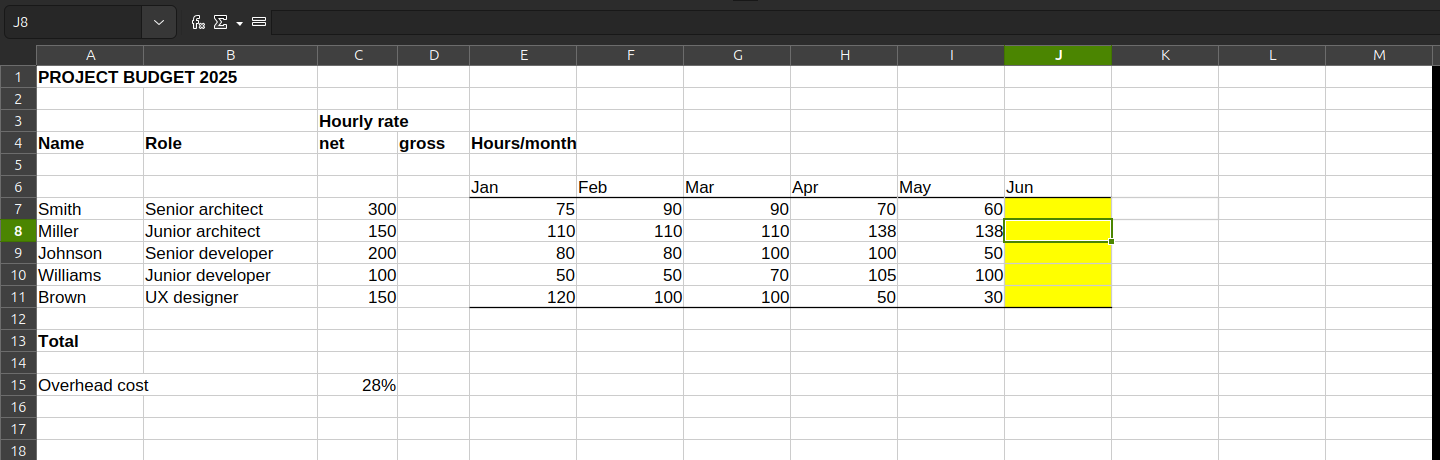 J8
A B C D E F G H I J K L M
1 PROJECT BUDGET 2025
2
3 Hourly rate
4 Name Role net gross Hours/month
5
6 Jan Feb Mar Apr May Jun
7 Smith Senior architect 300 75 90 90 70 60
8 Miller Junior architect 150 110 110 110 138 138
9 Johnson Senior developer 200 80 80 100 100 50
10 Williams Junior developer 100 50 50 70 105 100
11 Brown UX designer 150 120 100 100 50 30
12
13 Total
14
15 Overhead cost 28%
16
17
18